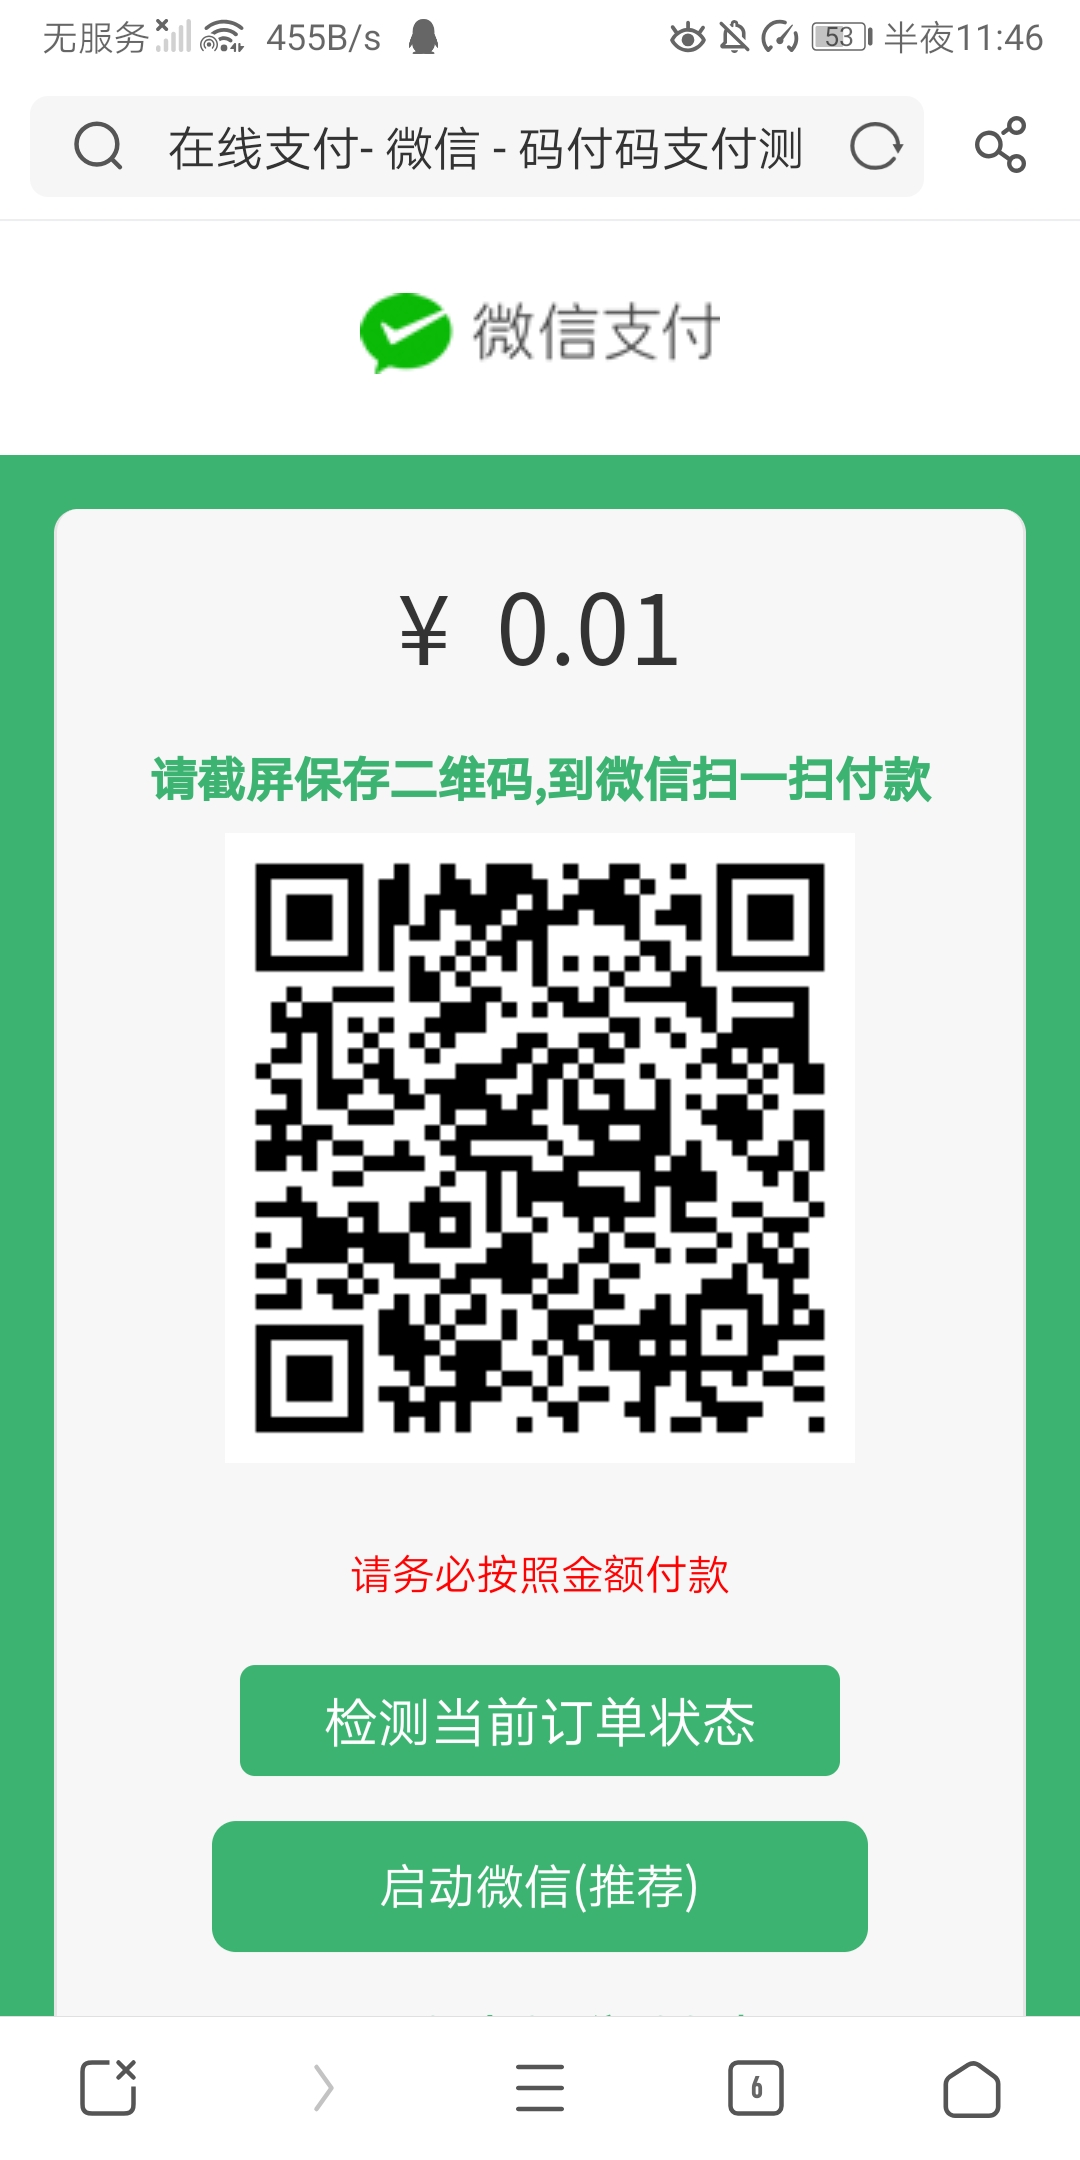 无服务 455B/s 53 半夜11:46
在线支付- 微信 - 码付码支付测
微信支付
¥ 0.01
请截屏保存二维码,到微信扫一扫付款
请务必按照金额付款
检测当前订单状态
启动微信(推荐)
6